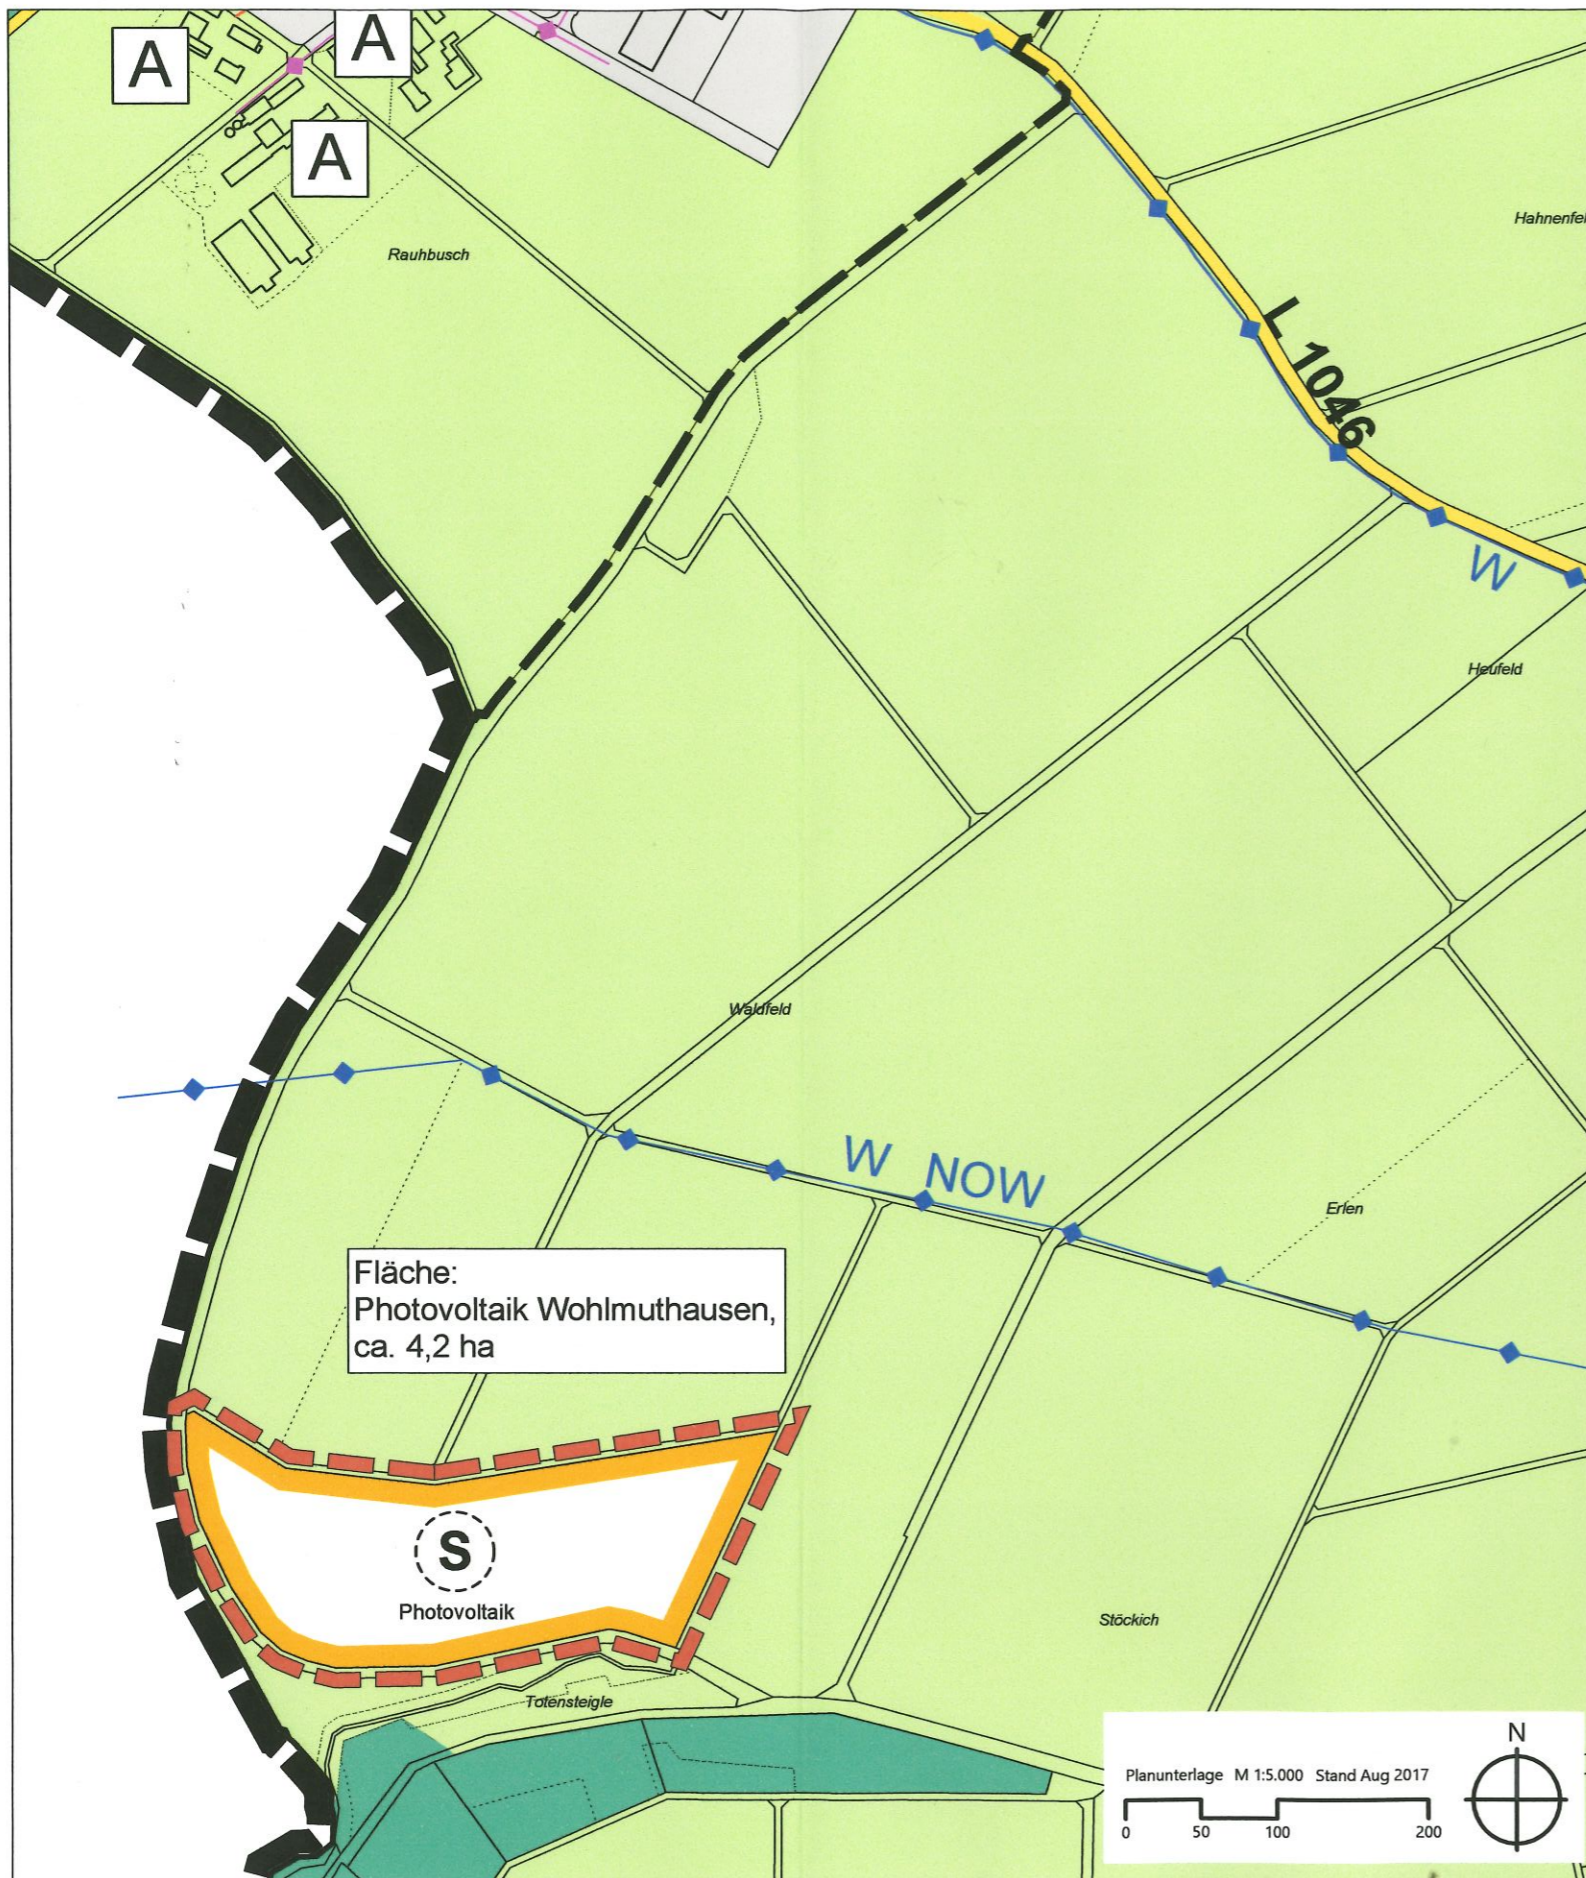 A
A
A
Rauhbusch
Hahnenfel
L 1046
W
Heufeld
Waldfeld
W NOW
Erlen
Fläche:
Photovoltaik Wohlmuthausen,
ca. 4,2 ha
S
Photovoltaik
Stöckich
Totensteigle
N
Planunterlage M 1:5.000 Stand Aug 2017
0 50 100 200